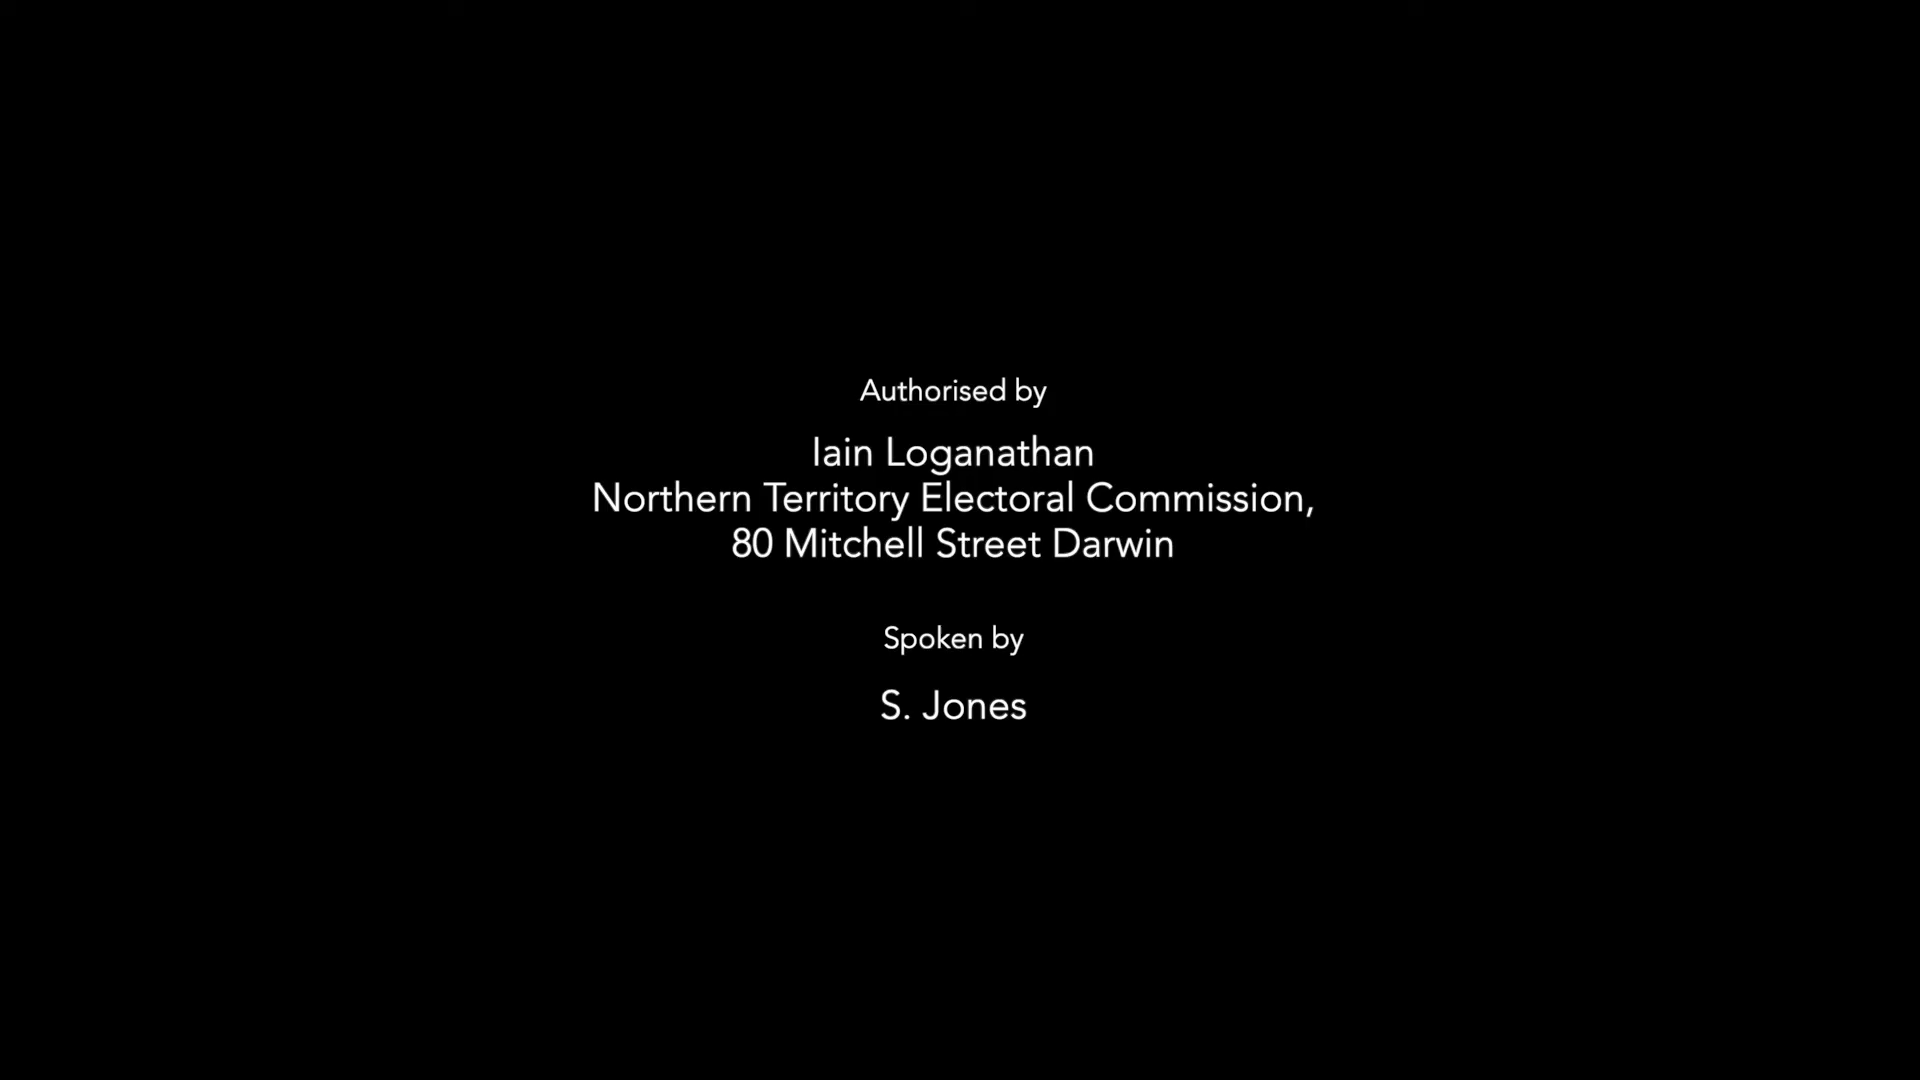 Authorised by
Iain Loganathan
Northern Territory Electoral Commission,
80 Mitchell Street Darwin
Spoken by
S. Jones